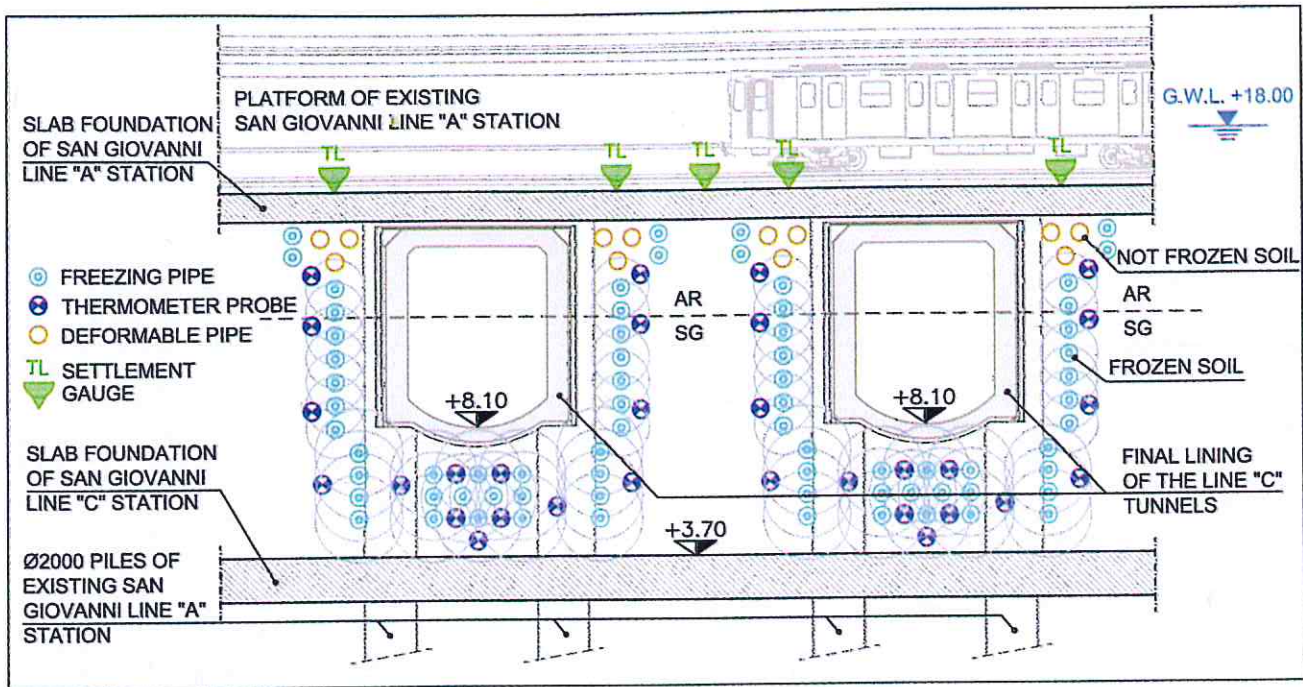 PLATFORM OF EXISTING
SAN GIOVANNI LINE "A" STATION
G.W.L. +18.00
SLAB FOUNDATION
OF SAN GIOVANNI
LINE "A" STATION
TL
TL
TL
TL
TL
NOT FROZEN SOIL
FREEZING PIPE
THERMOMETER PROBE
DEFORMABLE PIPE
TL SETTLEMENT
GAUGE
AR
SG
AR
SG
FROZEN SOIL
+8.10
+8.10
SLAB FOUNDATION
OF SAN GIOVANNI
LINE "C" STATION
FINAL LINING
OF THE LINE "C"
TUNNELS
+3.70
Ø2000 PILES OF
EXISTING SAN
GIOVANNI LINE "A"
STATION